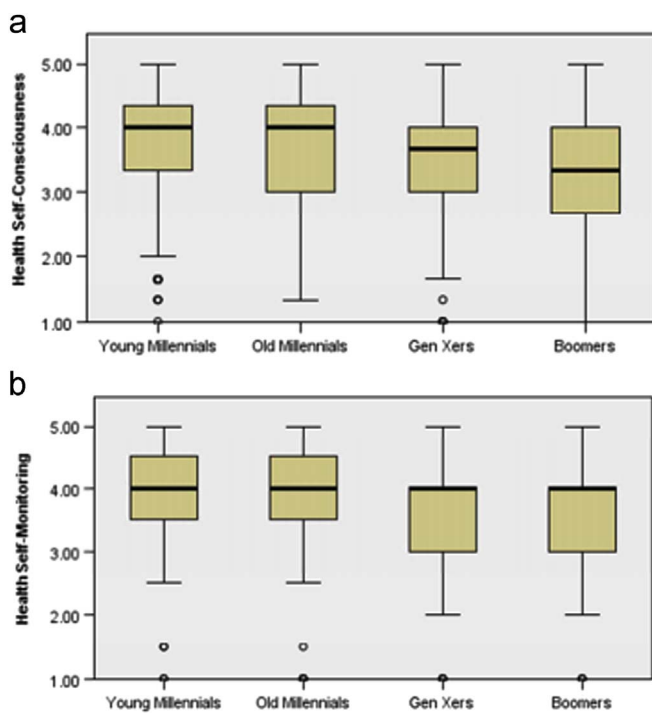 a
Health Self-Consciousness
5.00
4.00
3.00
2.00
1.00
Young Millennials Old Millennials Gen Xers Boomers
b
Health Self-Monitoring
5.00
4.00
3.00
2.00
1.00
Young Millennials Old Millennials Gen Xers Boomers